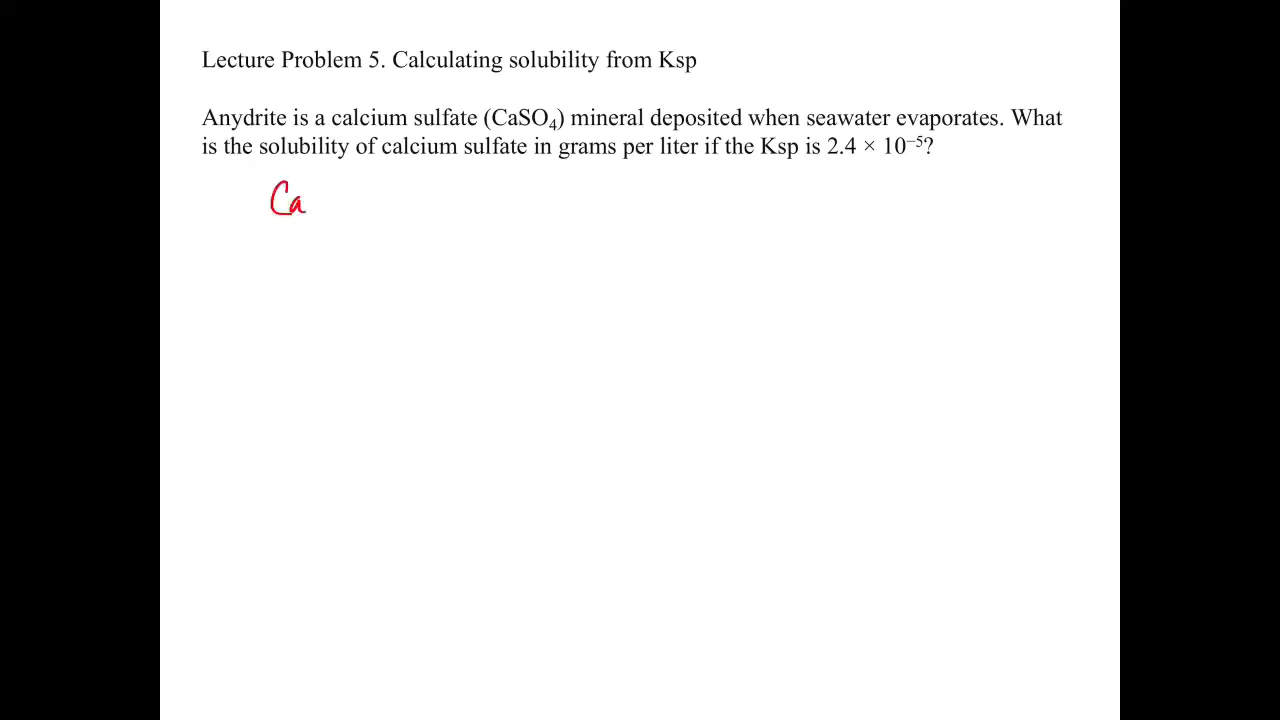 Lecture Problem 5. Calculating solubility from Ksp
Anydrite is a calcium sulfate (CaSO₄) mineral deposited when seawater evaporates. What
is the solubility of calcium sulfate in grams per liter if the Ksp is 2.4 × 10⁻⁵?
Ca